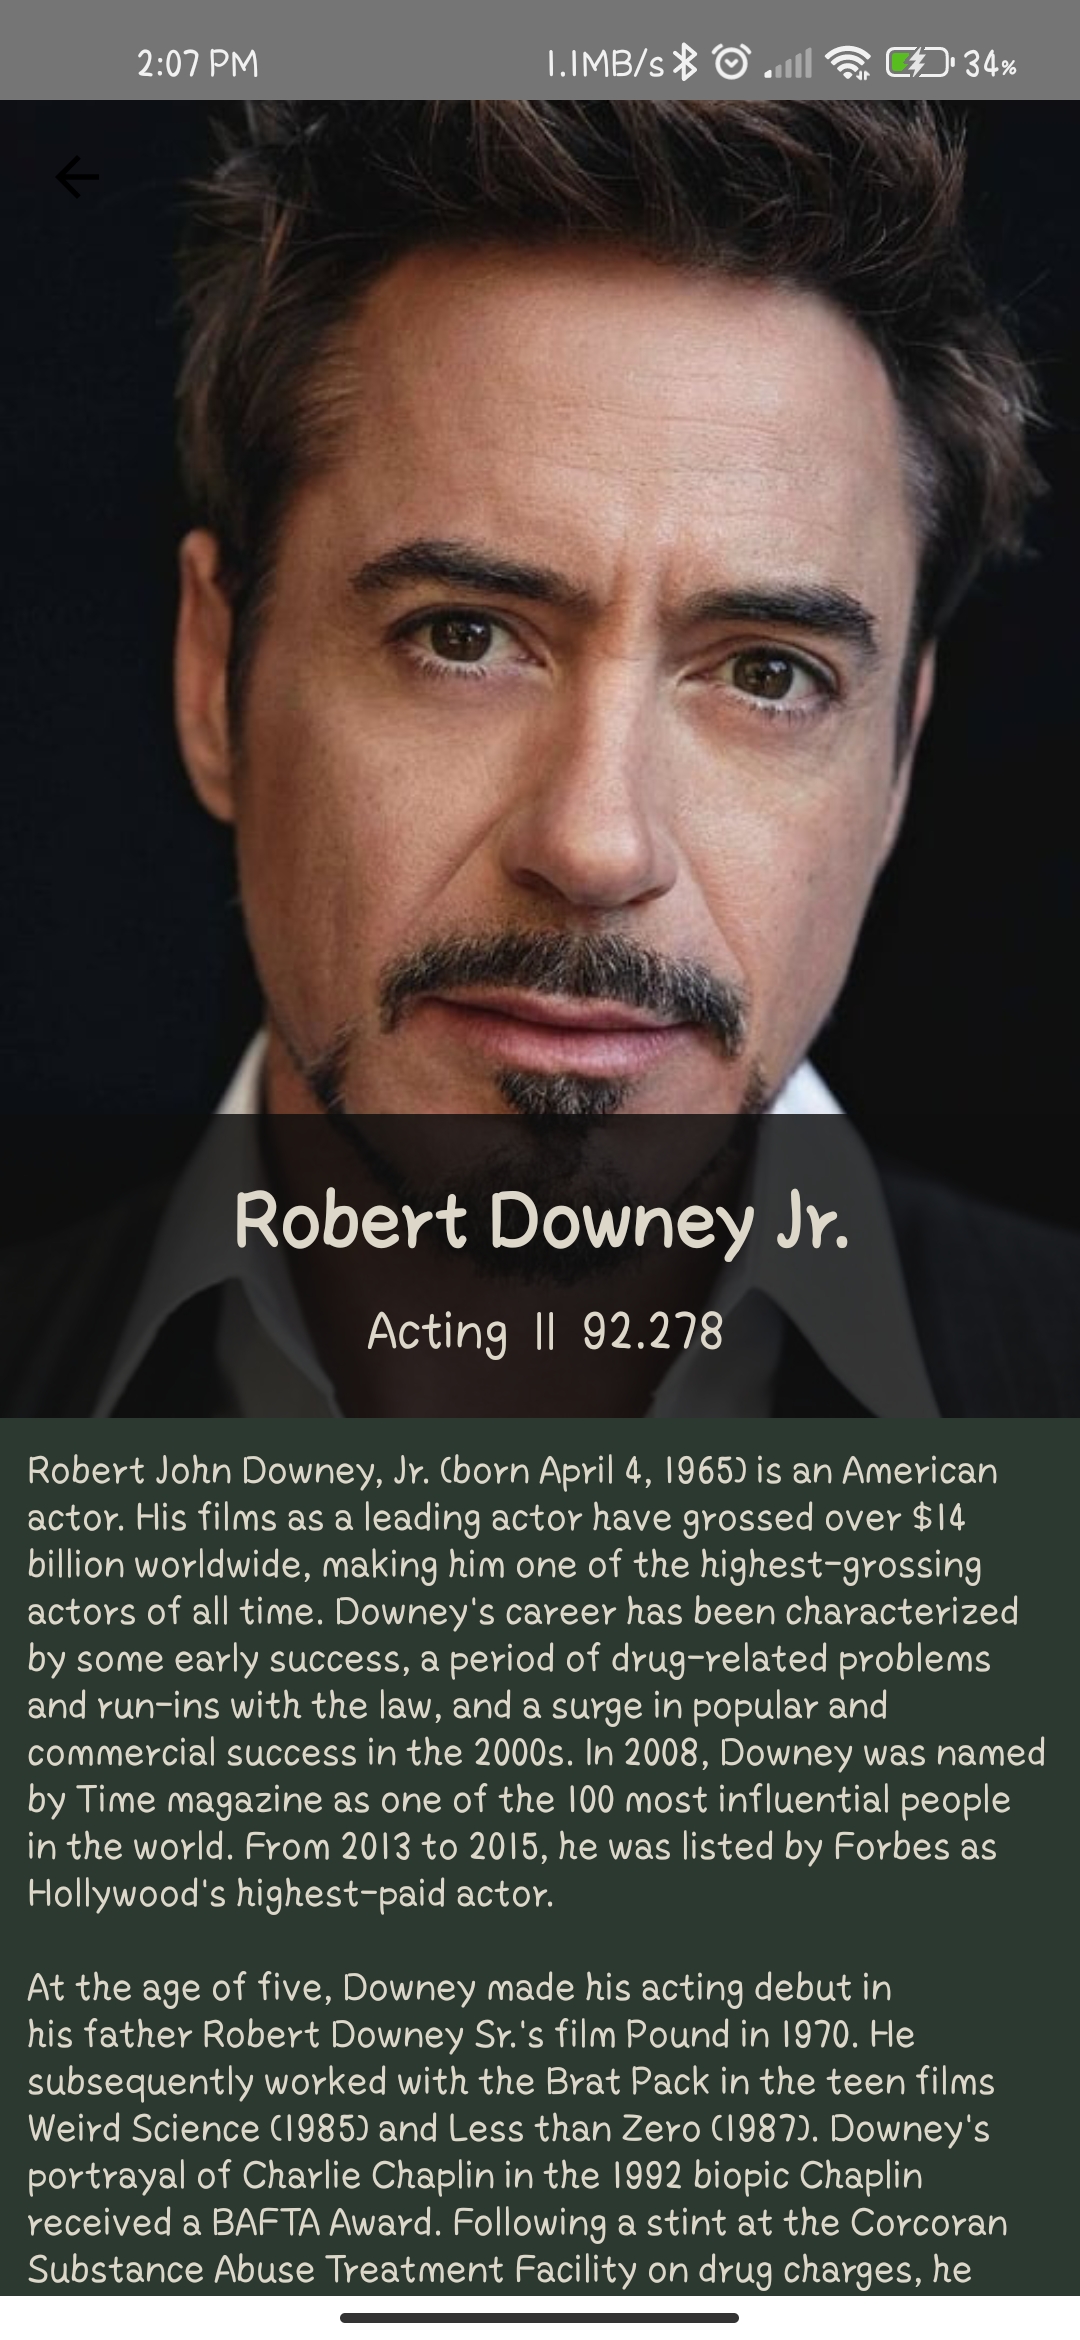 2:07 PM 1.1MB/s 34%
Robert Downey Jr.
Acting || 92.278
Robert John Downey, Jr. (born April 4, 1965) is an American
actor. His films as a leading actor have grossed over $14
billion worldwide, making him one of the highest-grossing
actors of all time. Downey's career has been characterized
by some early success, a period of drug-related problems
and run-ins with the law, and a surge in popular and
commercial success in the 2000s. In 2008, Downey was named
by Time magazine as one of the 100 most influential people
in the world. From 2013 to 2015, he was listed by Forbes as
Hollywood's highest-paid actor.
At the age of five, Downey made his acting debut in
his father Robert Downey Sr.'s film Pound in 1970. He
subsequently worked with the Brat Pack in the teen films
Weird Science (1985) and Less than Zero (1987). Downey's
portrayal of Charlie Chaplin in the 1992 biopic Chaplin
received a BAFTA Award. Following a stint at the Corcoran
Substance Abuse Treatment Facility on drug charges, he